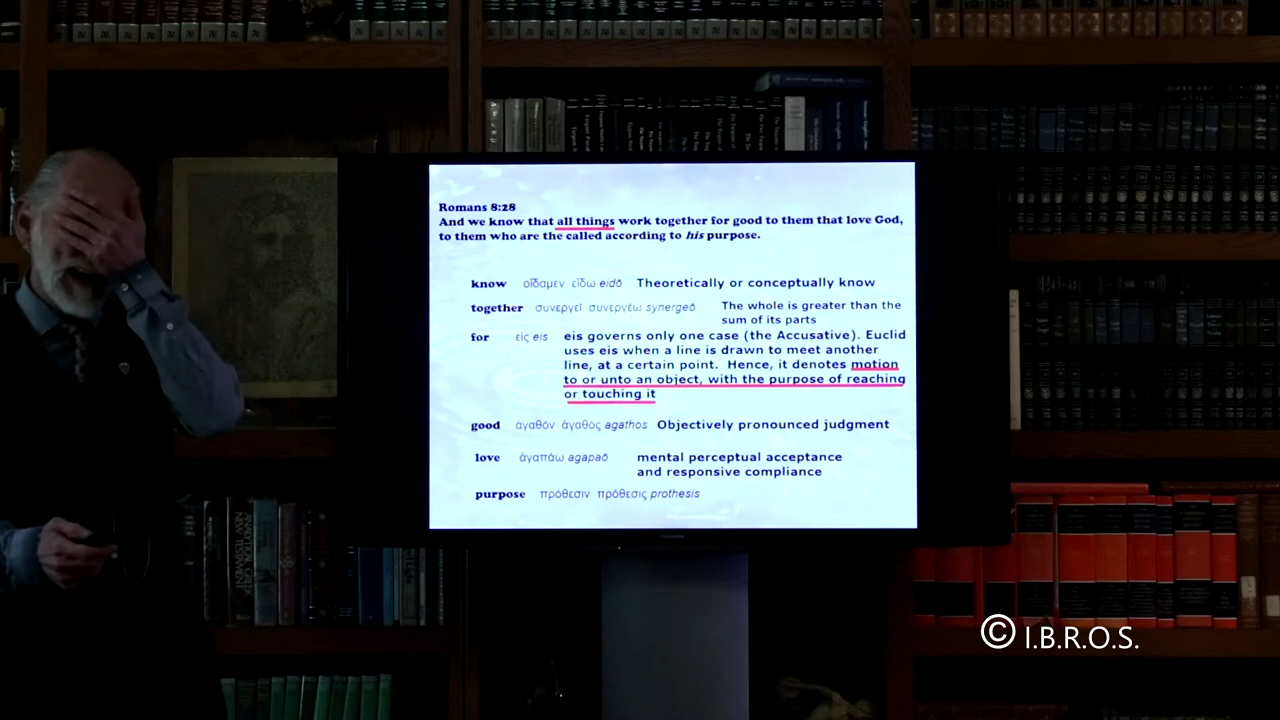 Romans 8:28
And we know that all things work together for good to them that love God,
to them who are the called according to his purpose.
know οἶδαμεν εἴδω eidō Theoretically or conceptually know
together συνεργεῖ συνεργέω synergeō The whole is greater than the
sum of its parts
for εἰς eis eis governs only one case (the Accusative). Euclid
uses eis when a line is drawn to meet another
line, at a certain point. Hence, it denotes motion
to or unto an object, with the purpose of reaching
or touching it
good ἀγαθόν ἀγαθός agathos Objectively pronounced judgment
love ἀγαπάω agapaō mental perceptual acceptance
and responsive compliance
purpose πρόθεσιν πρόθεσις prothesis
ANALYTICAL GREEK
NEW TESTAMENT
© I.B.R.O.S.